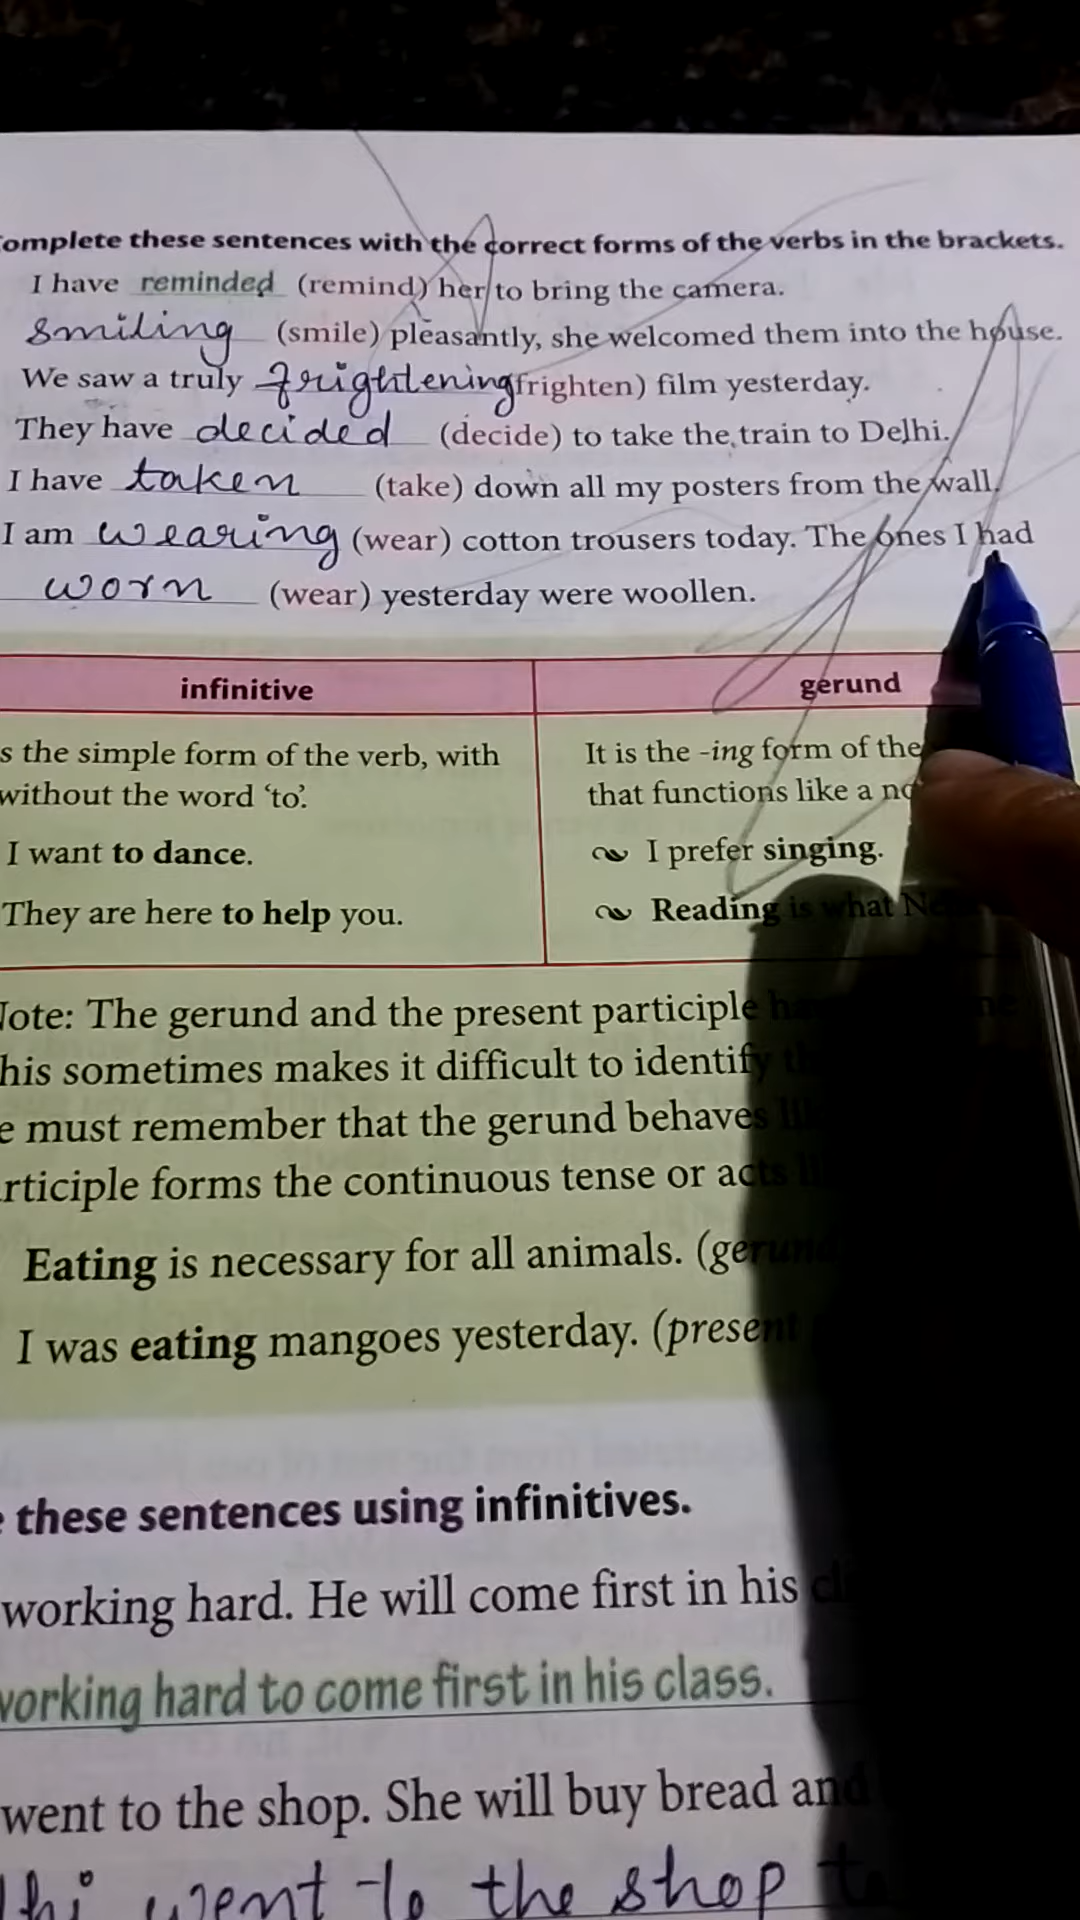 omplete these sentences with the correct forms of the verbs in the brackets.
I have reminded (remind) her to bring the camera.
smiling (smile) pleasantly, she welcomed them into the house.
We saw a truly frightening frighten) film yesterday.
They have decided (decide) to take the train to Delhi.
I have taken (take) down all my posters from the wall.
I am wearing (wear) cotton trousers today. The ones I had
worn (wear) yesterday were woollen.
infinitive gerund
s the simple form of the verb, with It is the -ing form of the
without the word ‘to’. that functions like a
I want to dance. I prefer singing.
They are here to help you. Reading is what
Note: The gerund and the present participle
his sometimes makes it difficult to identify
e must remember that the gerund behaves
rticiple forms the continuous tense or acts
Eating is necessary for all animals. (gerund
I was eating mangoes yesterday. (present
these sentences using infinitives.
working hard. He will come first in his
working hard to come first in his class.
went to the shop. She will buy bread and
went to the shop to